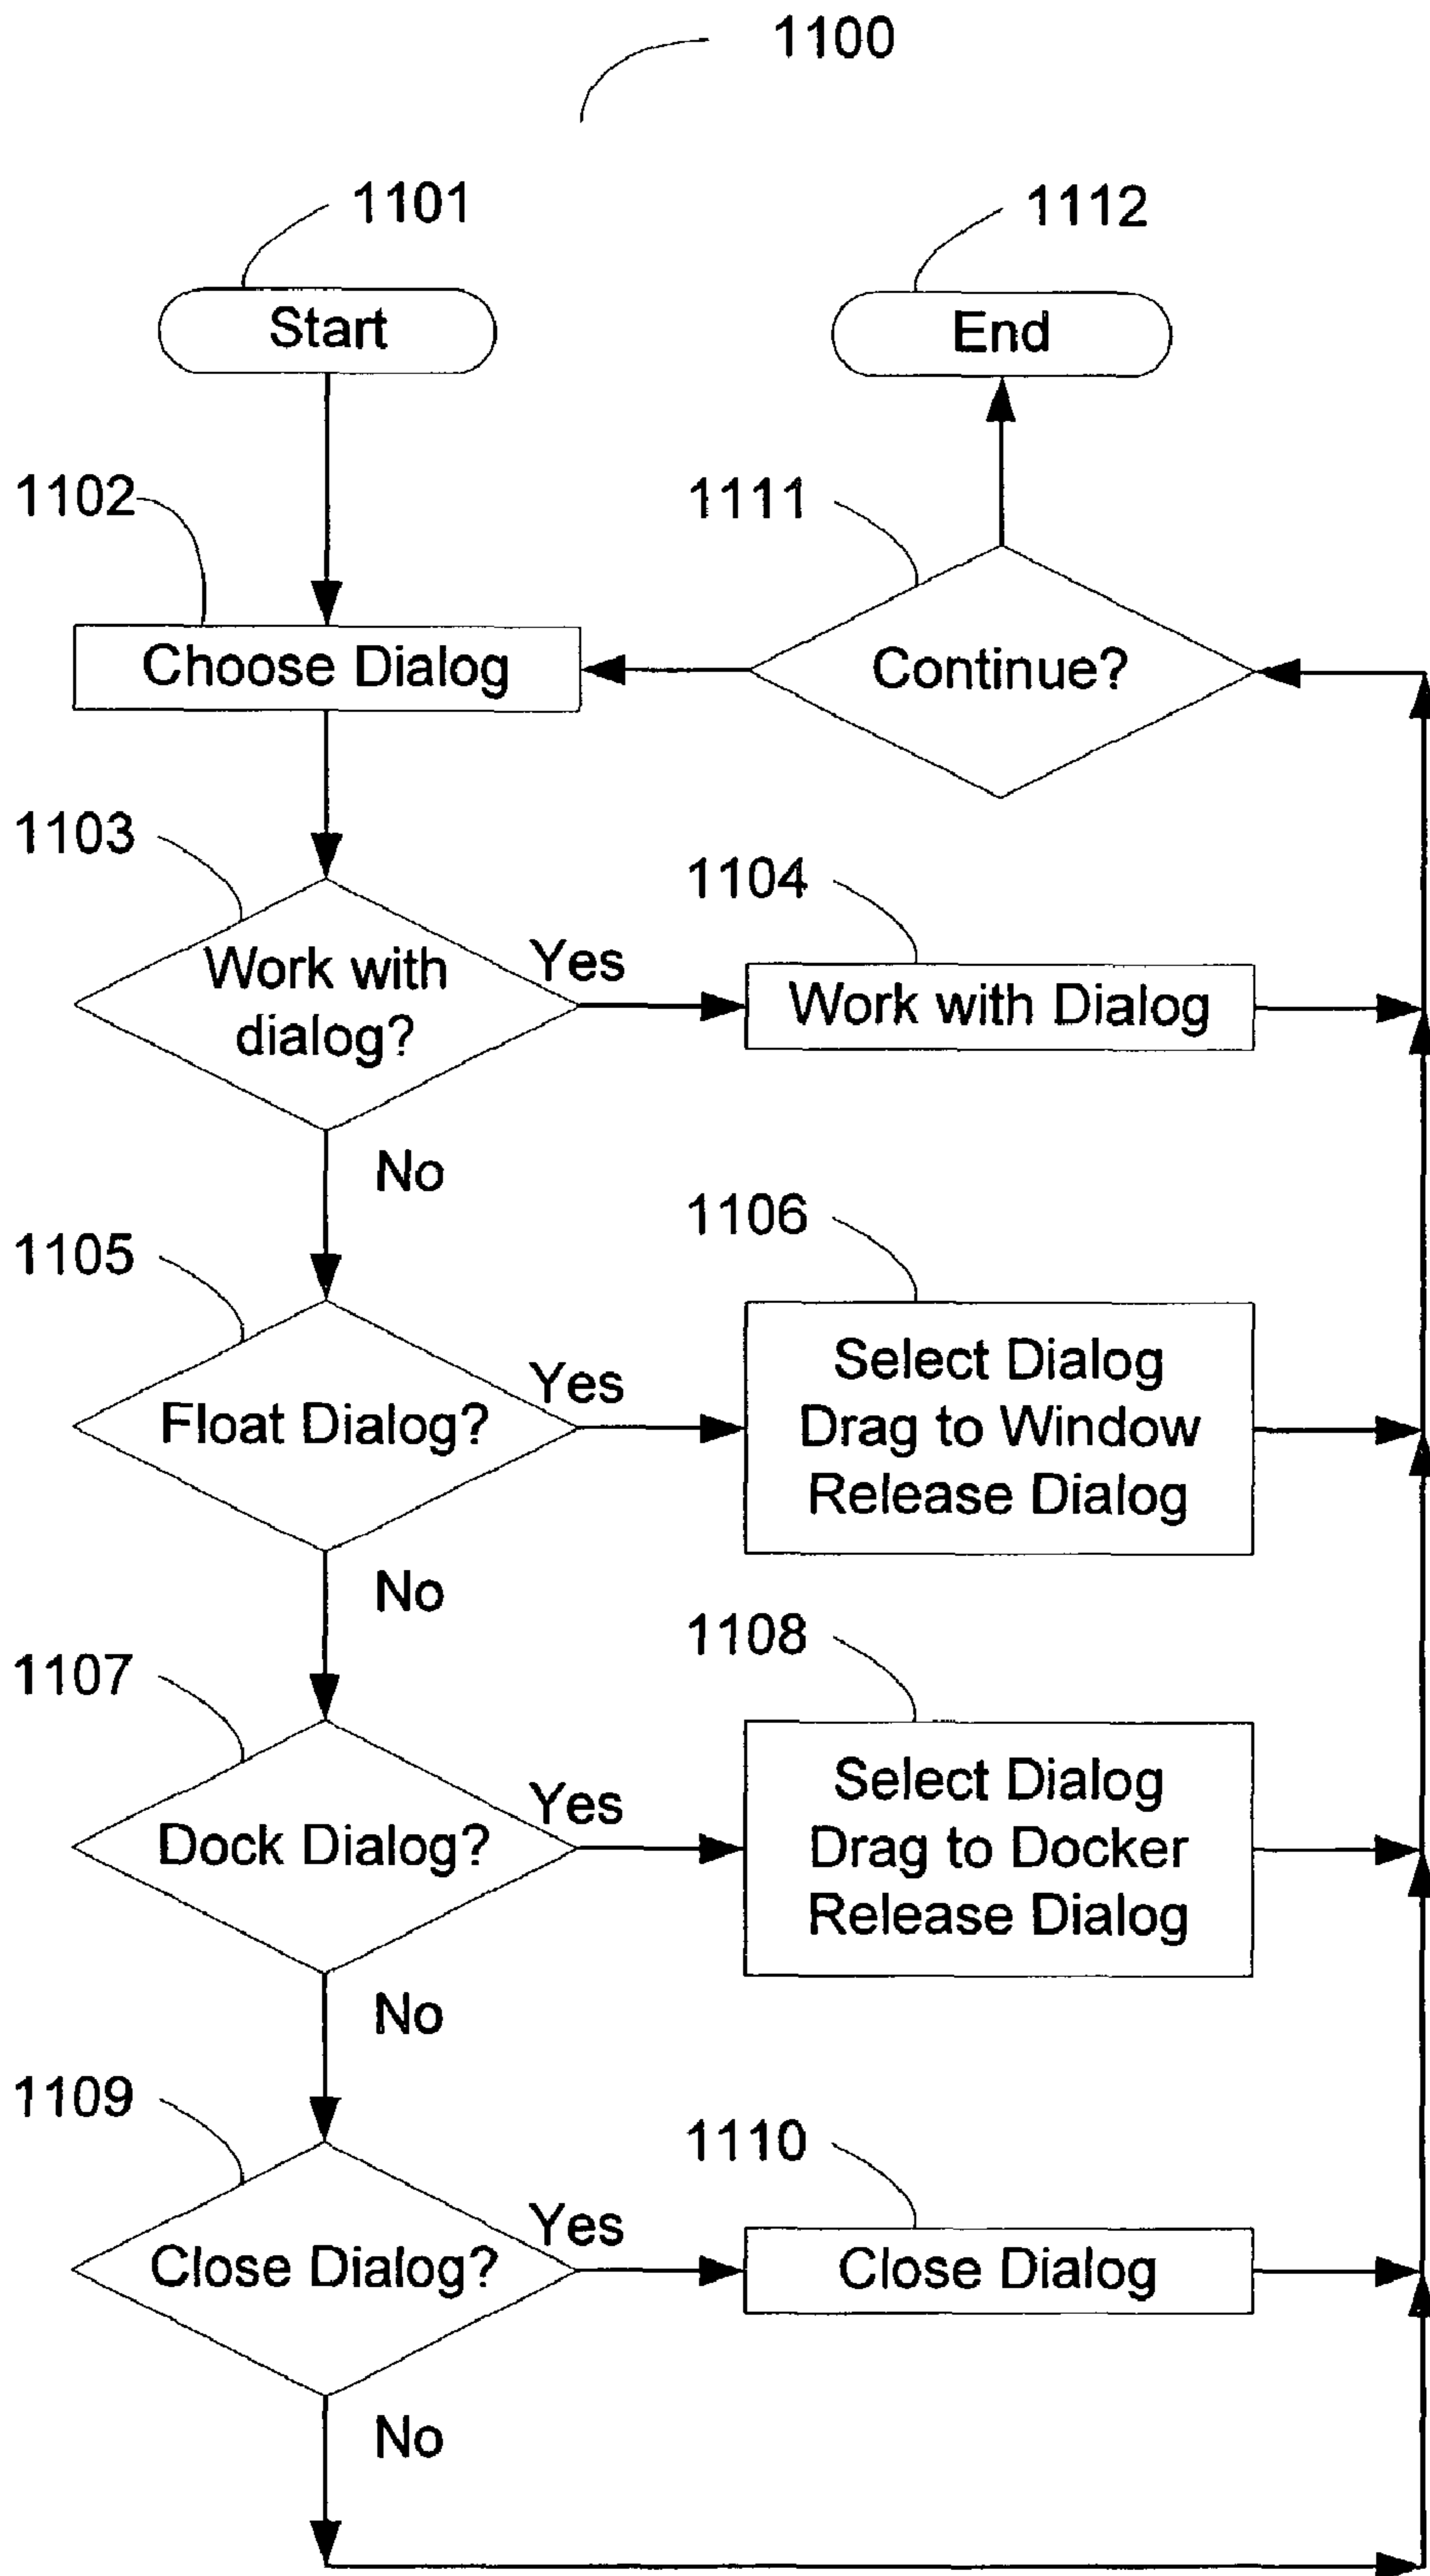 1100
1101
1112
Start
End
1102
1111
Choose Dialog
Continue?
1103
1104
Work with
dialog?
Yes
Work with Dialog
No
1105
1106
Float Dialog?
Yes
Select Dialog
Drag to Window
Release Dialog
No
1107
1108
Dock Dialog?
Yes
Select Dialog
Drag to Docker
Release Dialog
No
1109
1110
Close Dialog?
Yes
Close Dialog
No